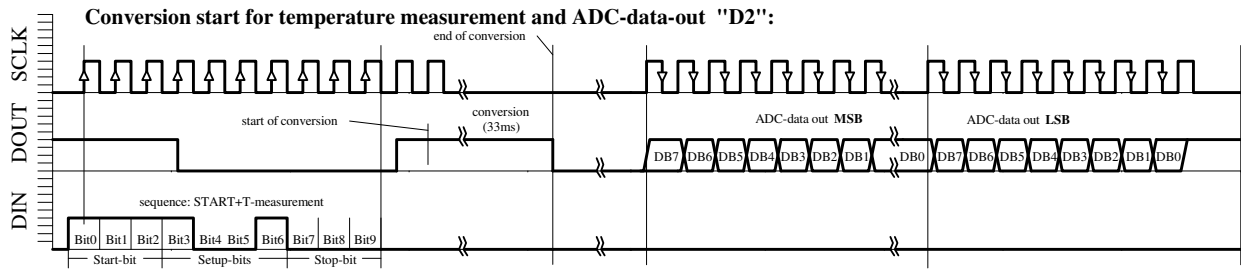 Conversion start for temperature measurement and ADC-data-out "D2":
end of conversion
SCLK
start of conversion
conversion
(33ms)
ADC-data out MSB
ADC-data out LSB
DOUT
DB7 DB6 DB5 DB4 DB3 DB2 DB1 DB0 DB7 DB6 DB5 DB4 DB3 DB2 DB1 DB0
sequence: START+T-measurement
DIN
Bit0 Bit1 Bit2 Bit3 Bit4 Bit5 Bit6 Bit7 Bit8 Bit9
Start-bit Setup-bits Stop-bit